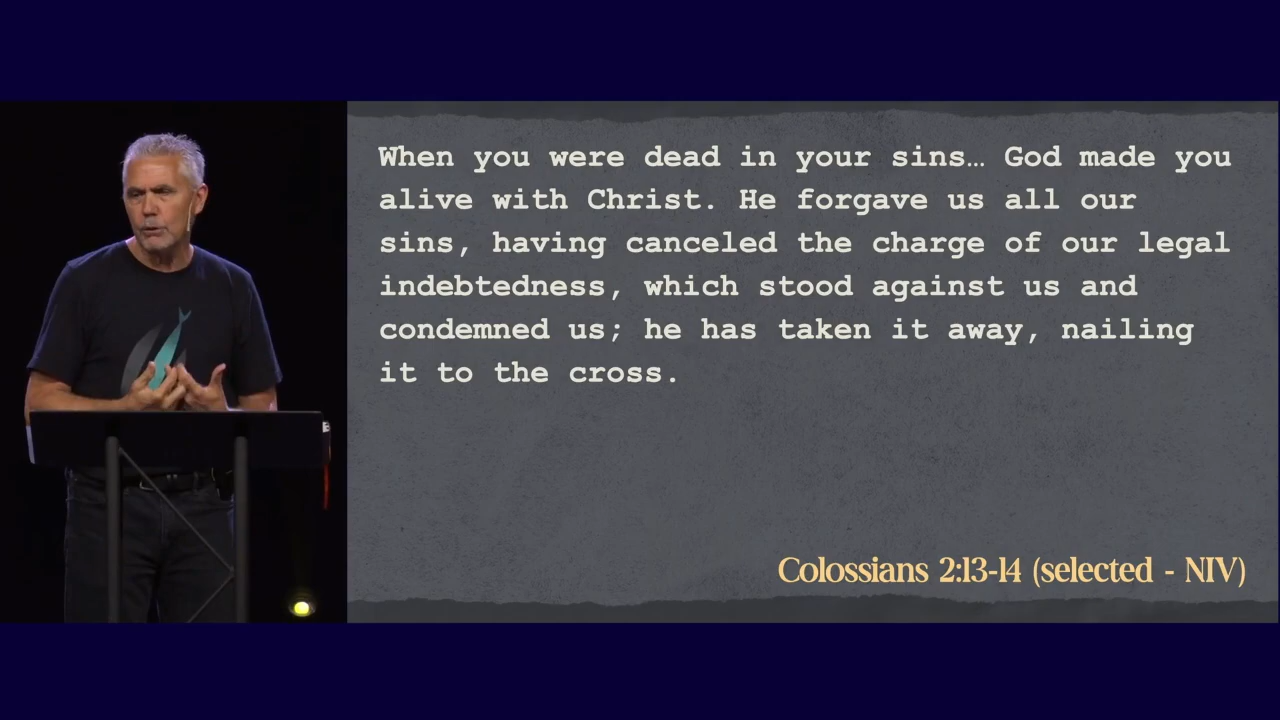 When you were dead in your sins… God made you
alive with Christ. He forgave us all our
sins, having canceled the charge of our legal
indebtedness, which stood against us and
condemned us; he has taken it away, nailing
it to the cross.
Colossians 2:13-14 (selected - NIV)